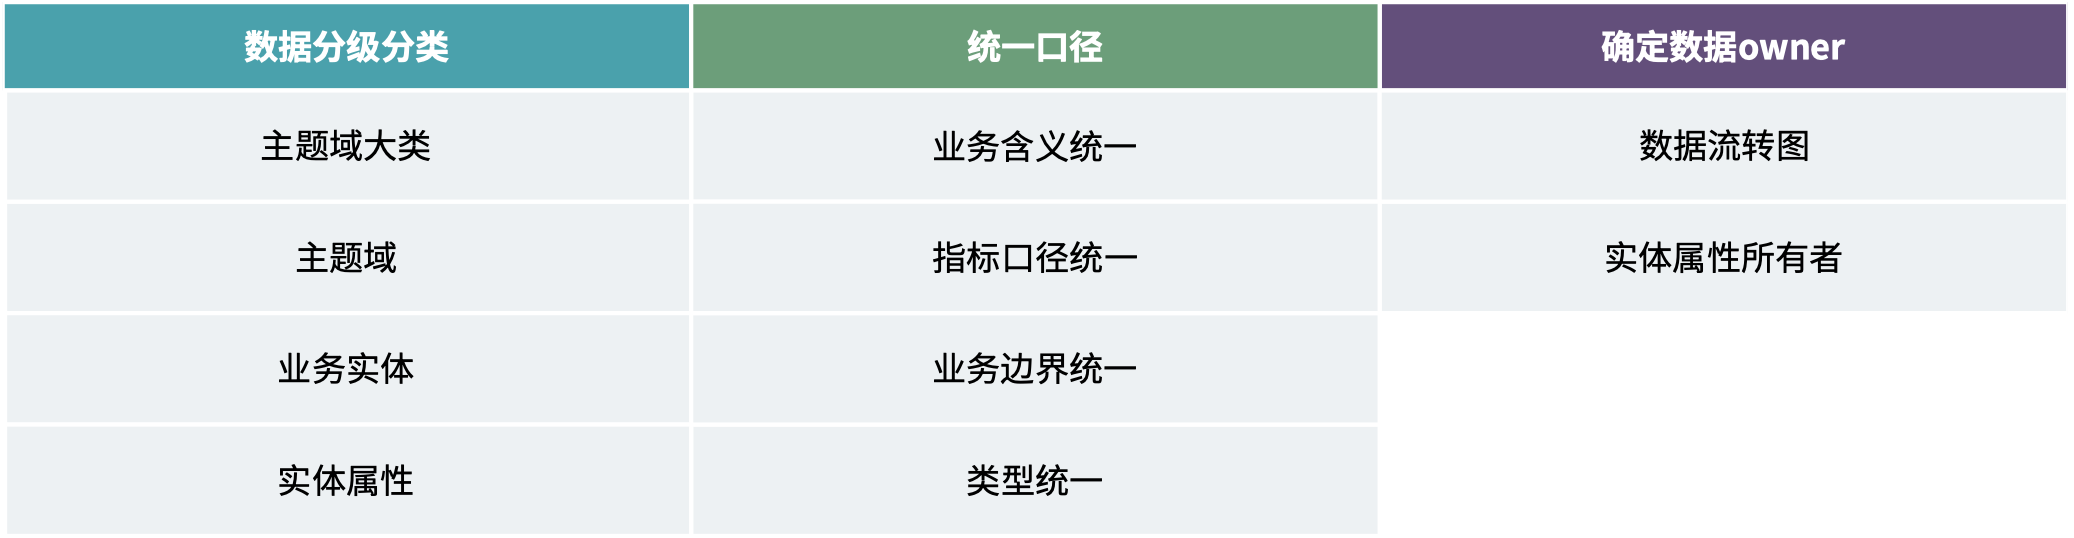 数据分级分类
统一口径
确定数据owner
主题域大类
业务含义统一
数据流转图
主题域
指标口径统一
实体属性所有者
业务实体
业务边界统一
实体属性
类型统一